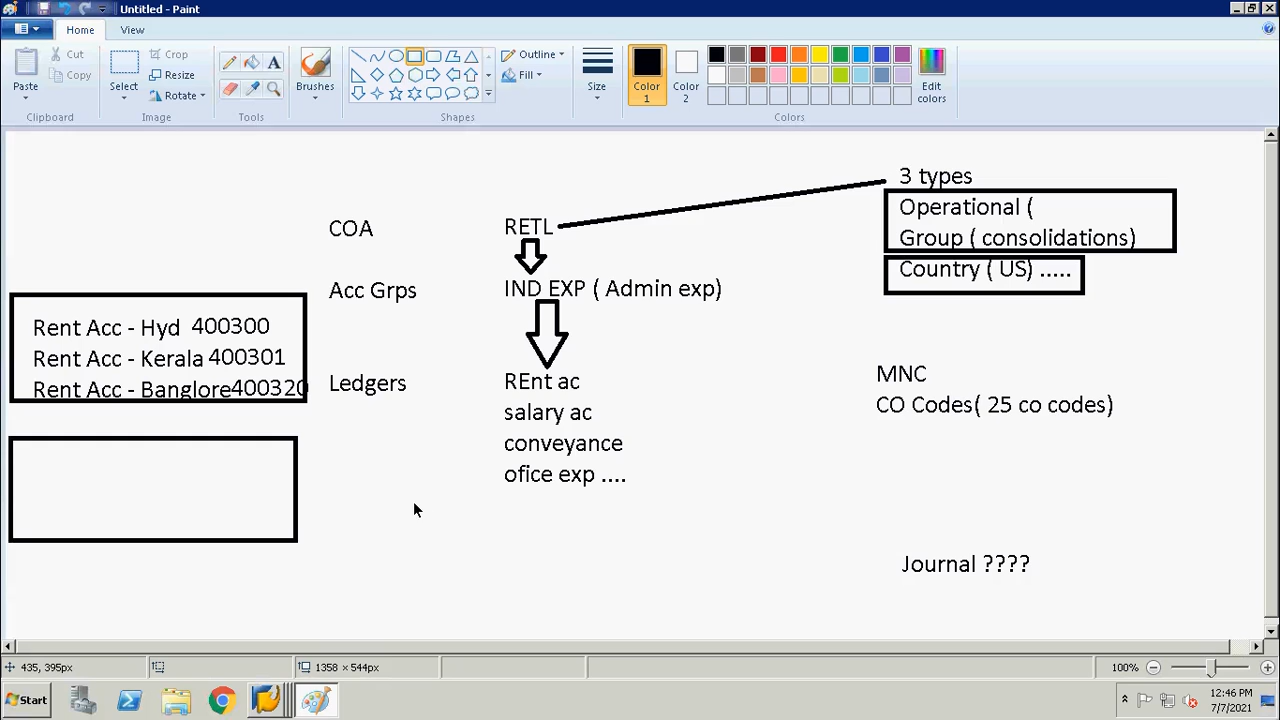 Untitled - Paint
Home
View
Paste
Cut
Copy
Clipboard
Select
Crop
Resize
Rotate
Image
A
Tools
Brushes
Shapes
Outline
Fill
Size
Color 1
Color 2
Edit colors
Colors
3 types
Operational (
Group ( consolidations)
Country ( US) .....
COA
RETL
Acc Grps
IND EXP ( Admin exp)
Rent Acc - Hyd 400300
Rent Acc - Kerala 400301
Rent Acc - Banglore400320
Ledgers
REnt ac
salary ac
conveyance
ofice exp ....
MNC
CO Codes( 25 co codes)
Journal ????
435, 395px
1358 × 544px
100%
Start
12:46 PM
7/7/2021